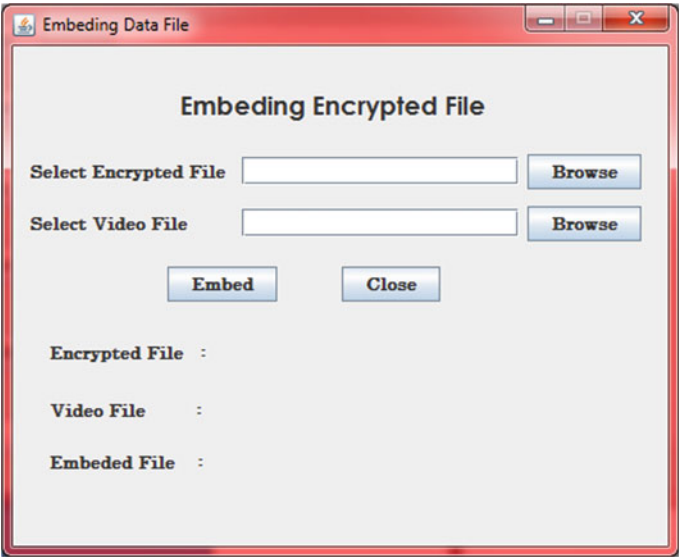 Embeding Data File
Embeding Encrypted File
Select Encrypted File Browse
Select Video File Browse
Embed Close
Encrypted File :
Video File :
Embeded File :